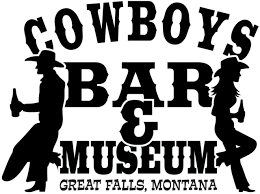 COWBOYS
BAR
&
MUSEUM
GREAT FALLS, MONTANA